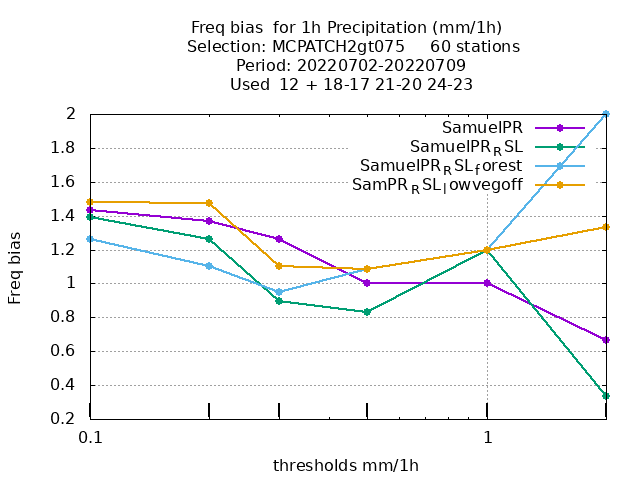 Freq bias  for 1h Precipitation (mm/1h)
Selection: MCPATCH2gt075     60 stations
Period: 20220702-20220709
Used  12 + 18-17 21-20 24-23
SamuelPR
SamuelPR_RSL
SamuelPR_RSL_forest
SamPR_RSL_lowvegoff
2
1.8
1.6
1.4
1.2
1
0.8
0.6
0.4
0.2
Freq bias
0.1 1
thresholds mm/1h